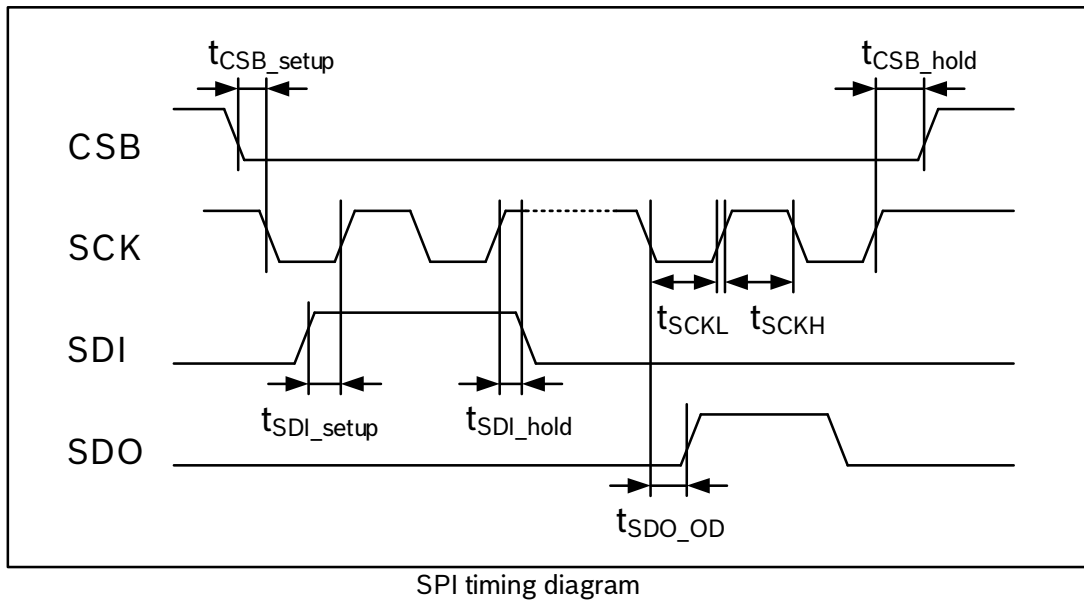 tCSB_setup
tCSB_hold
CSB
SCK
tSCKL
tSCKH
SDI
tSDI_setup
tSDI_hold
SDO
tSDO_OD
SPI timing diagram